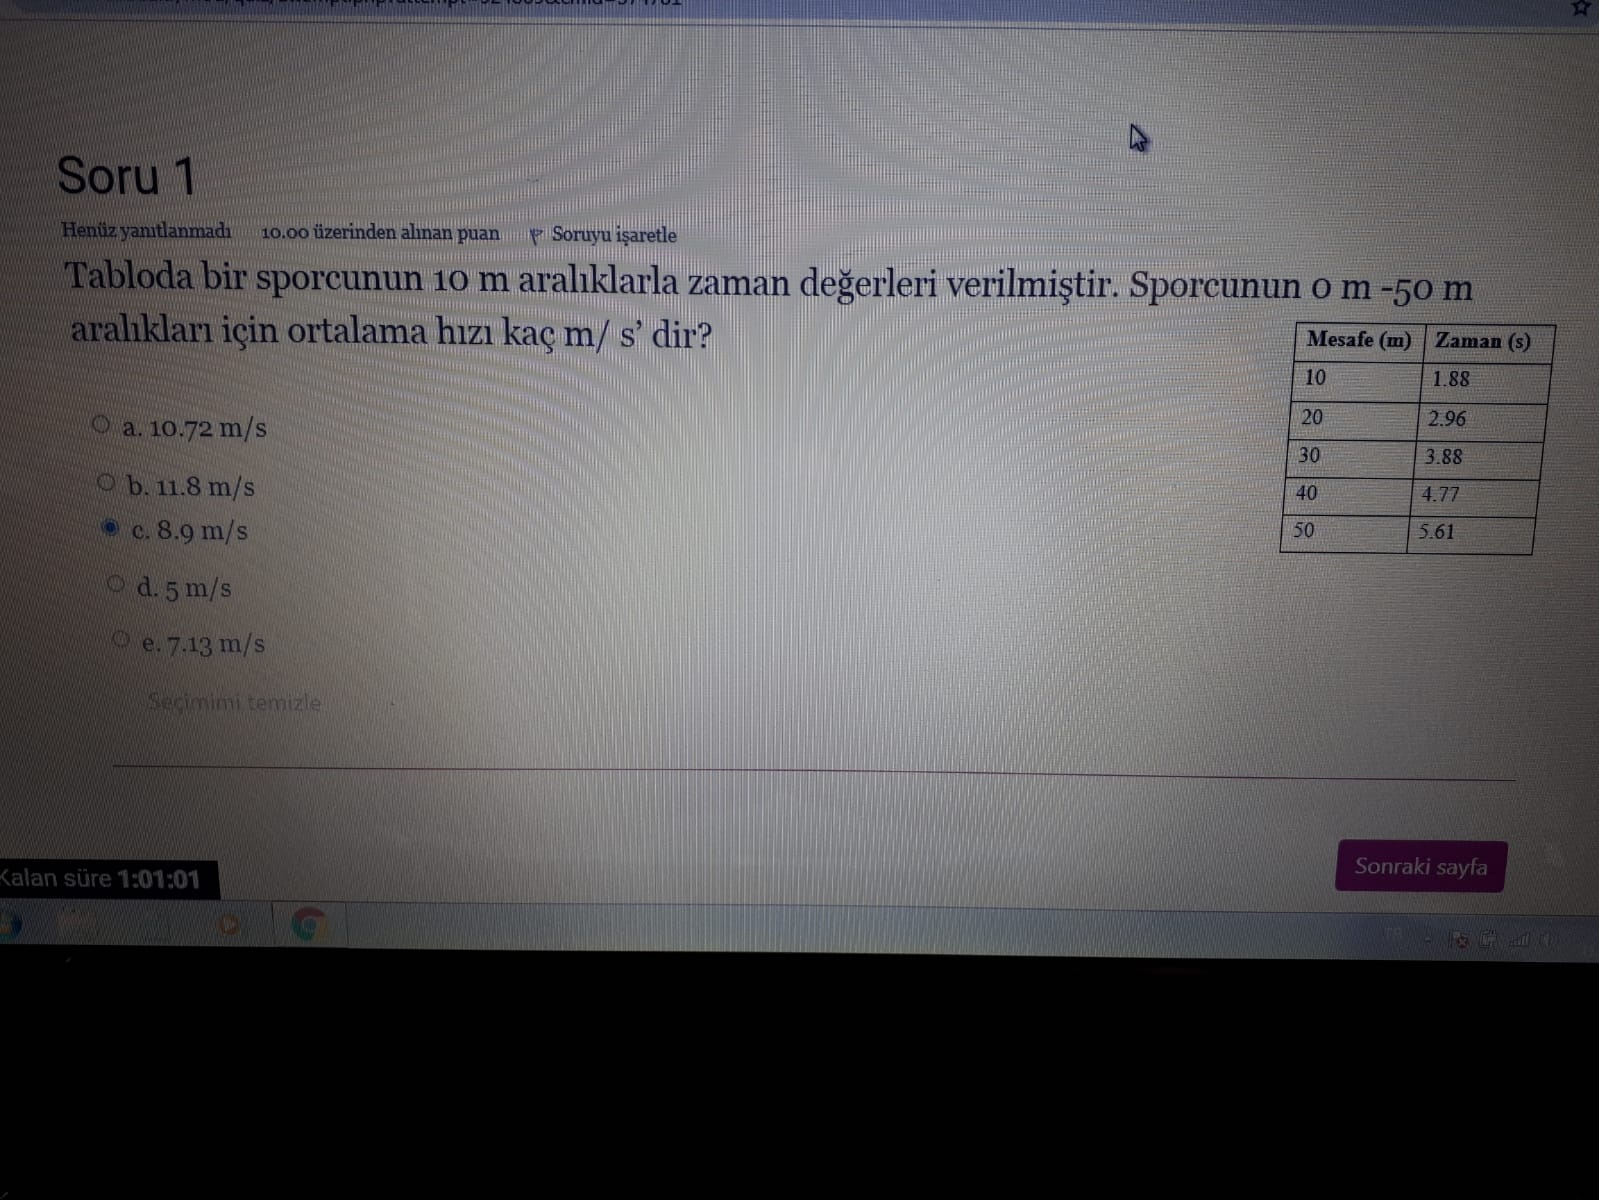 Soru 1
Henüz yanıtlanmadı 10.00 üzerinden alınan puan Soruyu işaretle
Tabloda bir sporcunun 10 m aralıklarla zaman değerleri verilmiştir. Sporcunun 0 m -50 m
aralıkları için ortalama hızı kaç m/ s’ dir?
Mesafe (m) Zaman (s)
10 1.88
20 2.96
30 3.88
40 4.77
50 5.61
a. 10.72 m/s
b. 11.8 m/s
c. 8.9 m/s
d. 5 m/s
e. 7.13 m/s
Seçimimi temizle
Sonraki sayfa
Kalan süre 1:01:01